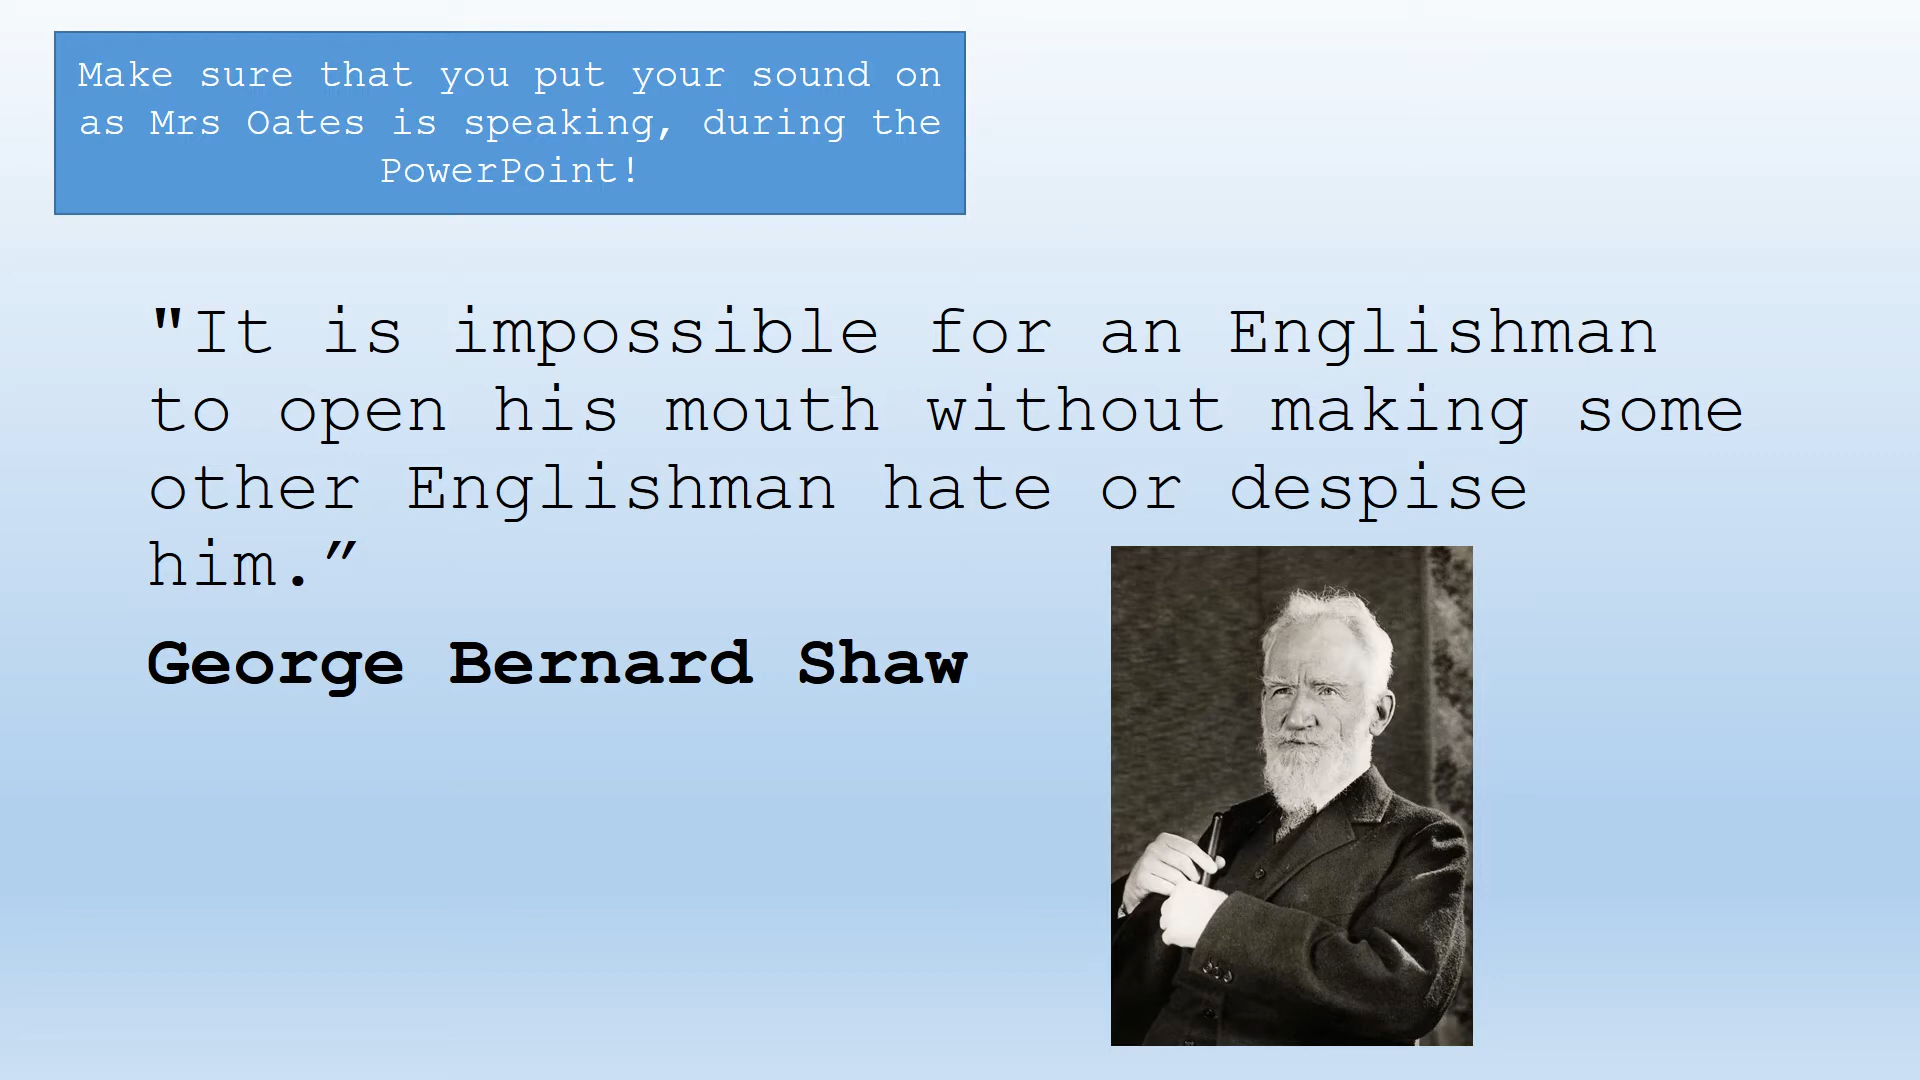 Make sure that you put your sound on
as Mrs Oates is speaking, during the
PowerPoint!
"It is impossible for an Englishman
to open his mouth without making some
other Englishman hate or despise
him.”
George Bernard Shaw